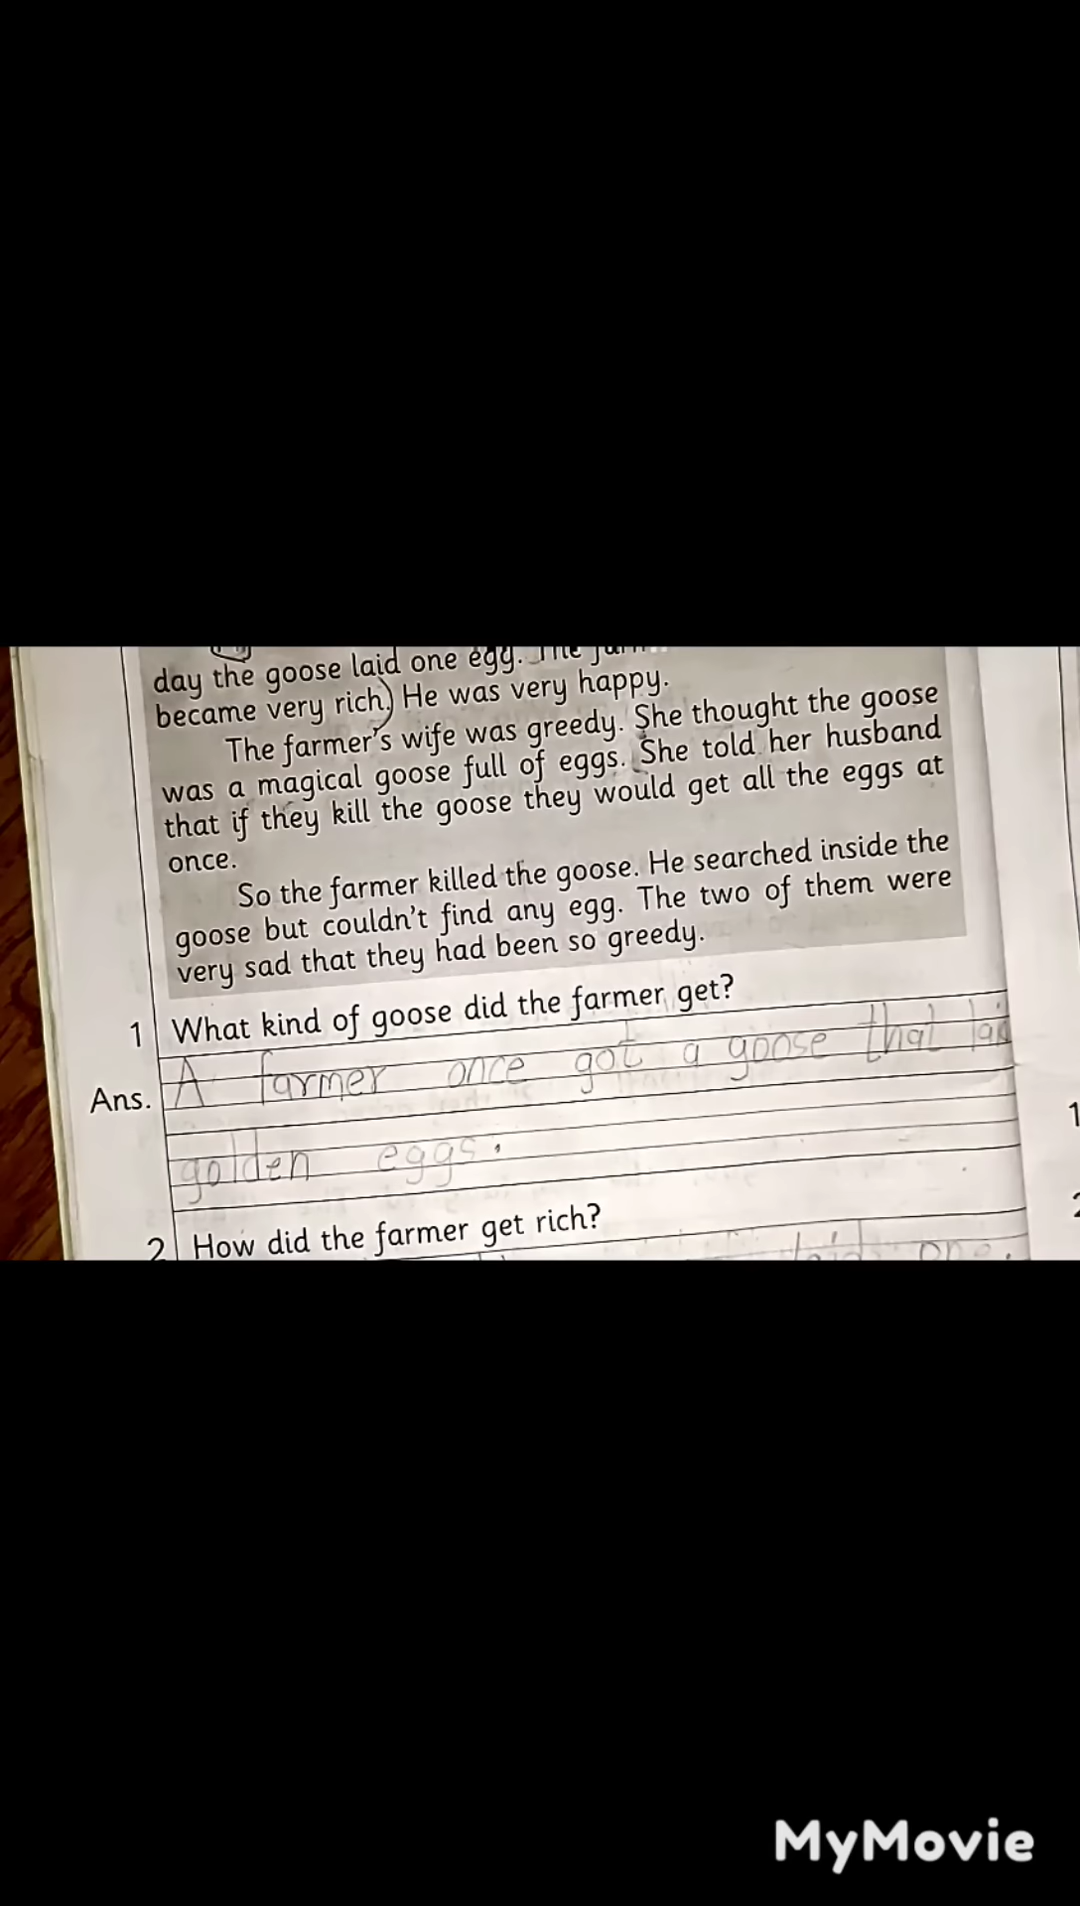 day the goose laid one egg. The
became very rich.) He was very happy.
The farmer's wife was greedy. She thought the goose
was a magical goose full of eggs. She told her husband
that if they kill the goose they would get all the eggs at
once.
So the farmer killed the goose. He searched inside the
goose but couldn't find any egg. The two of them were
very sad that they had been so greedy.
1 What kind of goose did the farmer get?
Ans. A farmer once got a goose that laid
golden eggs.
2 How did the farmer get rich?
laid one
1
MyMovie